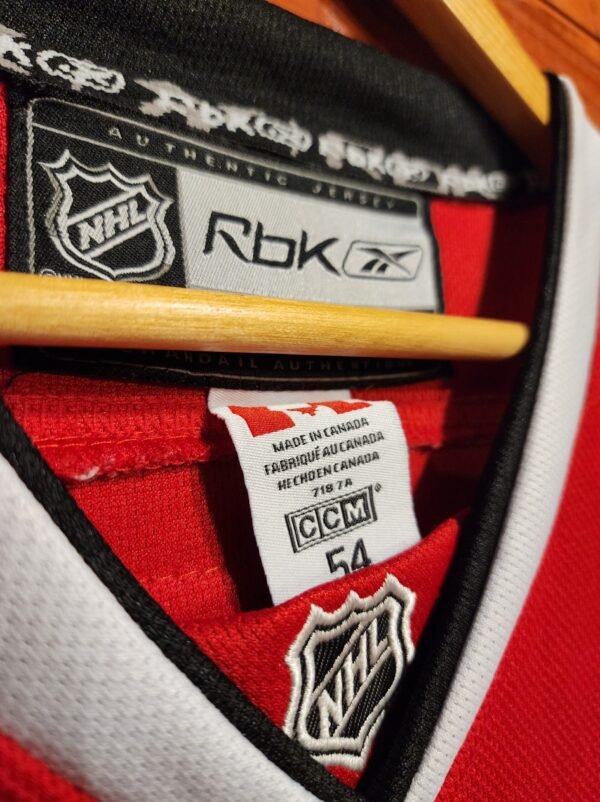 AUTHENTIC JERSEY
NHL
RbK
MADE IN CANADA
FABRIQUÉ AU CANADA
HECHO EN CANADA
718 7A
CCM
54
NHL